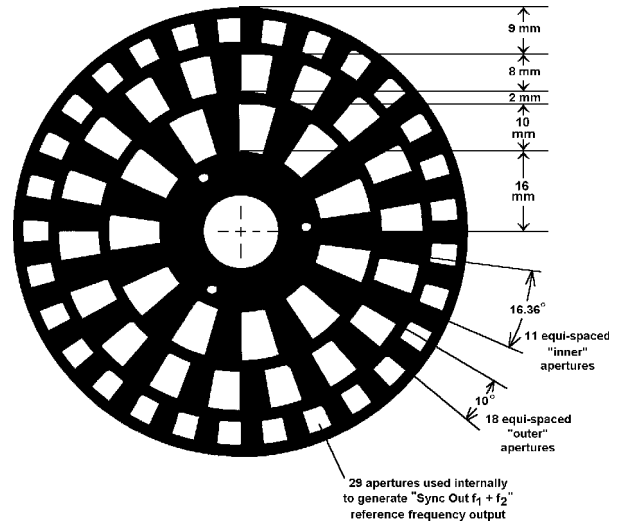 9 mm
8 mm
2 mm
10
mm
16
mm
16.36°
11 equi-spaced
"inner"
apertures
10°
18 equi-spaced
"outer"
apertures
29 apertures used internally
to generate "Sync Out f₁ + f₂"
reference frequency output